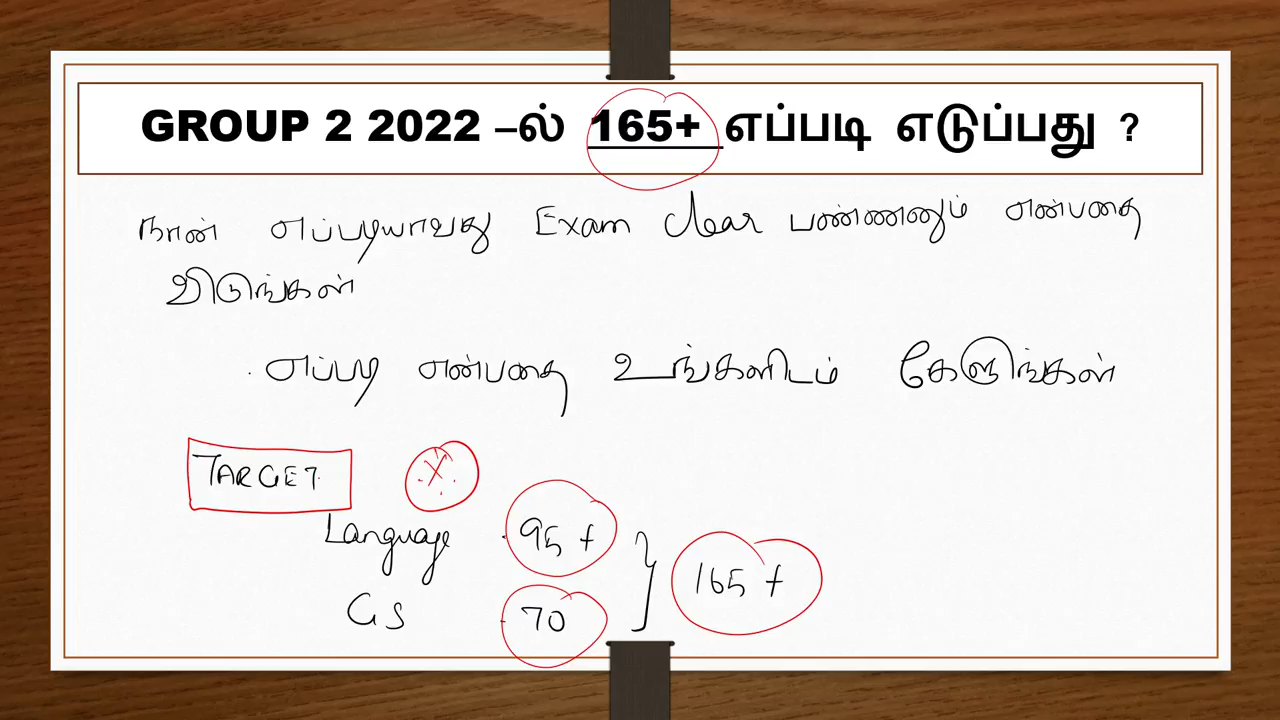 GROUP 2 2022 –ல் 165+ எப்படி எடுப்பது ?
நான் எப்படியாவது Exam clear பண்ணனும் என்பதை
விடுங்கள்
எப்படி என்பதை உங்களிடம் கேளுங்கள்
TARGET
Language 95 +
GS 70
165 +